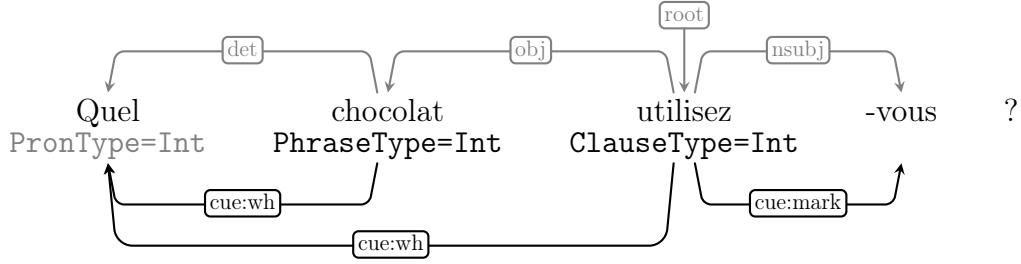 root
det obj nsubj
Quel chocolat utilisez -vous ?
PronType=Int PhraseType=Int ClauseType=Int
cue:wh cue:mark
cue:wh